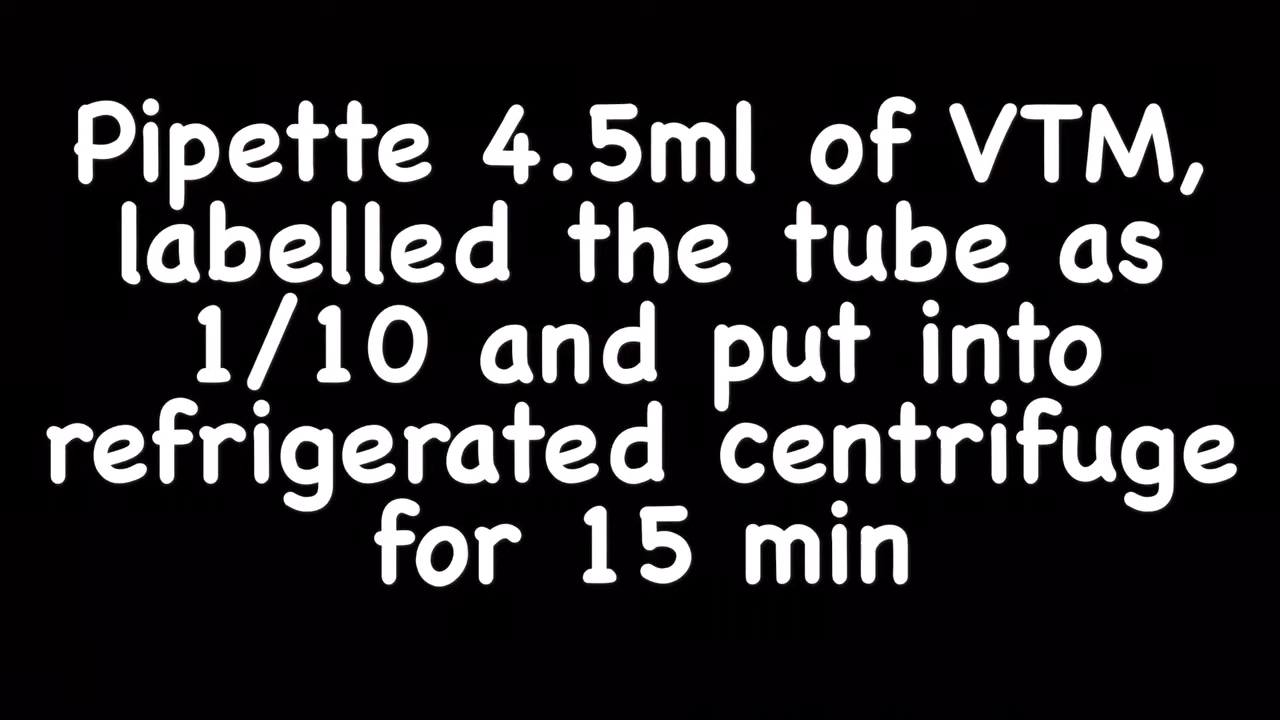 Pipette 4.5ml of VTM,
labelled the tube as
1/10 and put into
refrigerated centrifuge
for 15 min